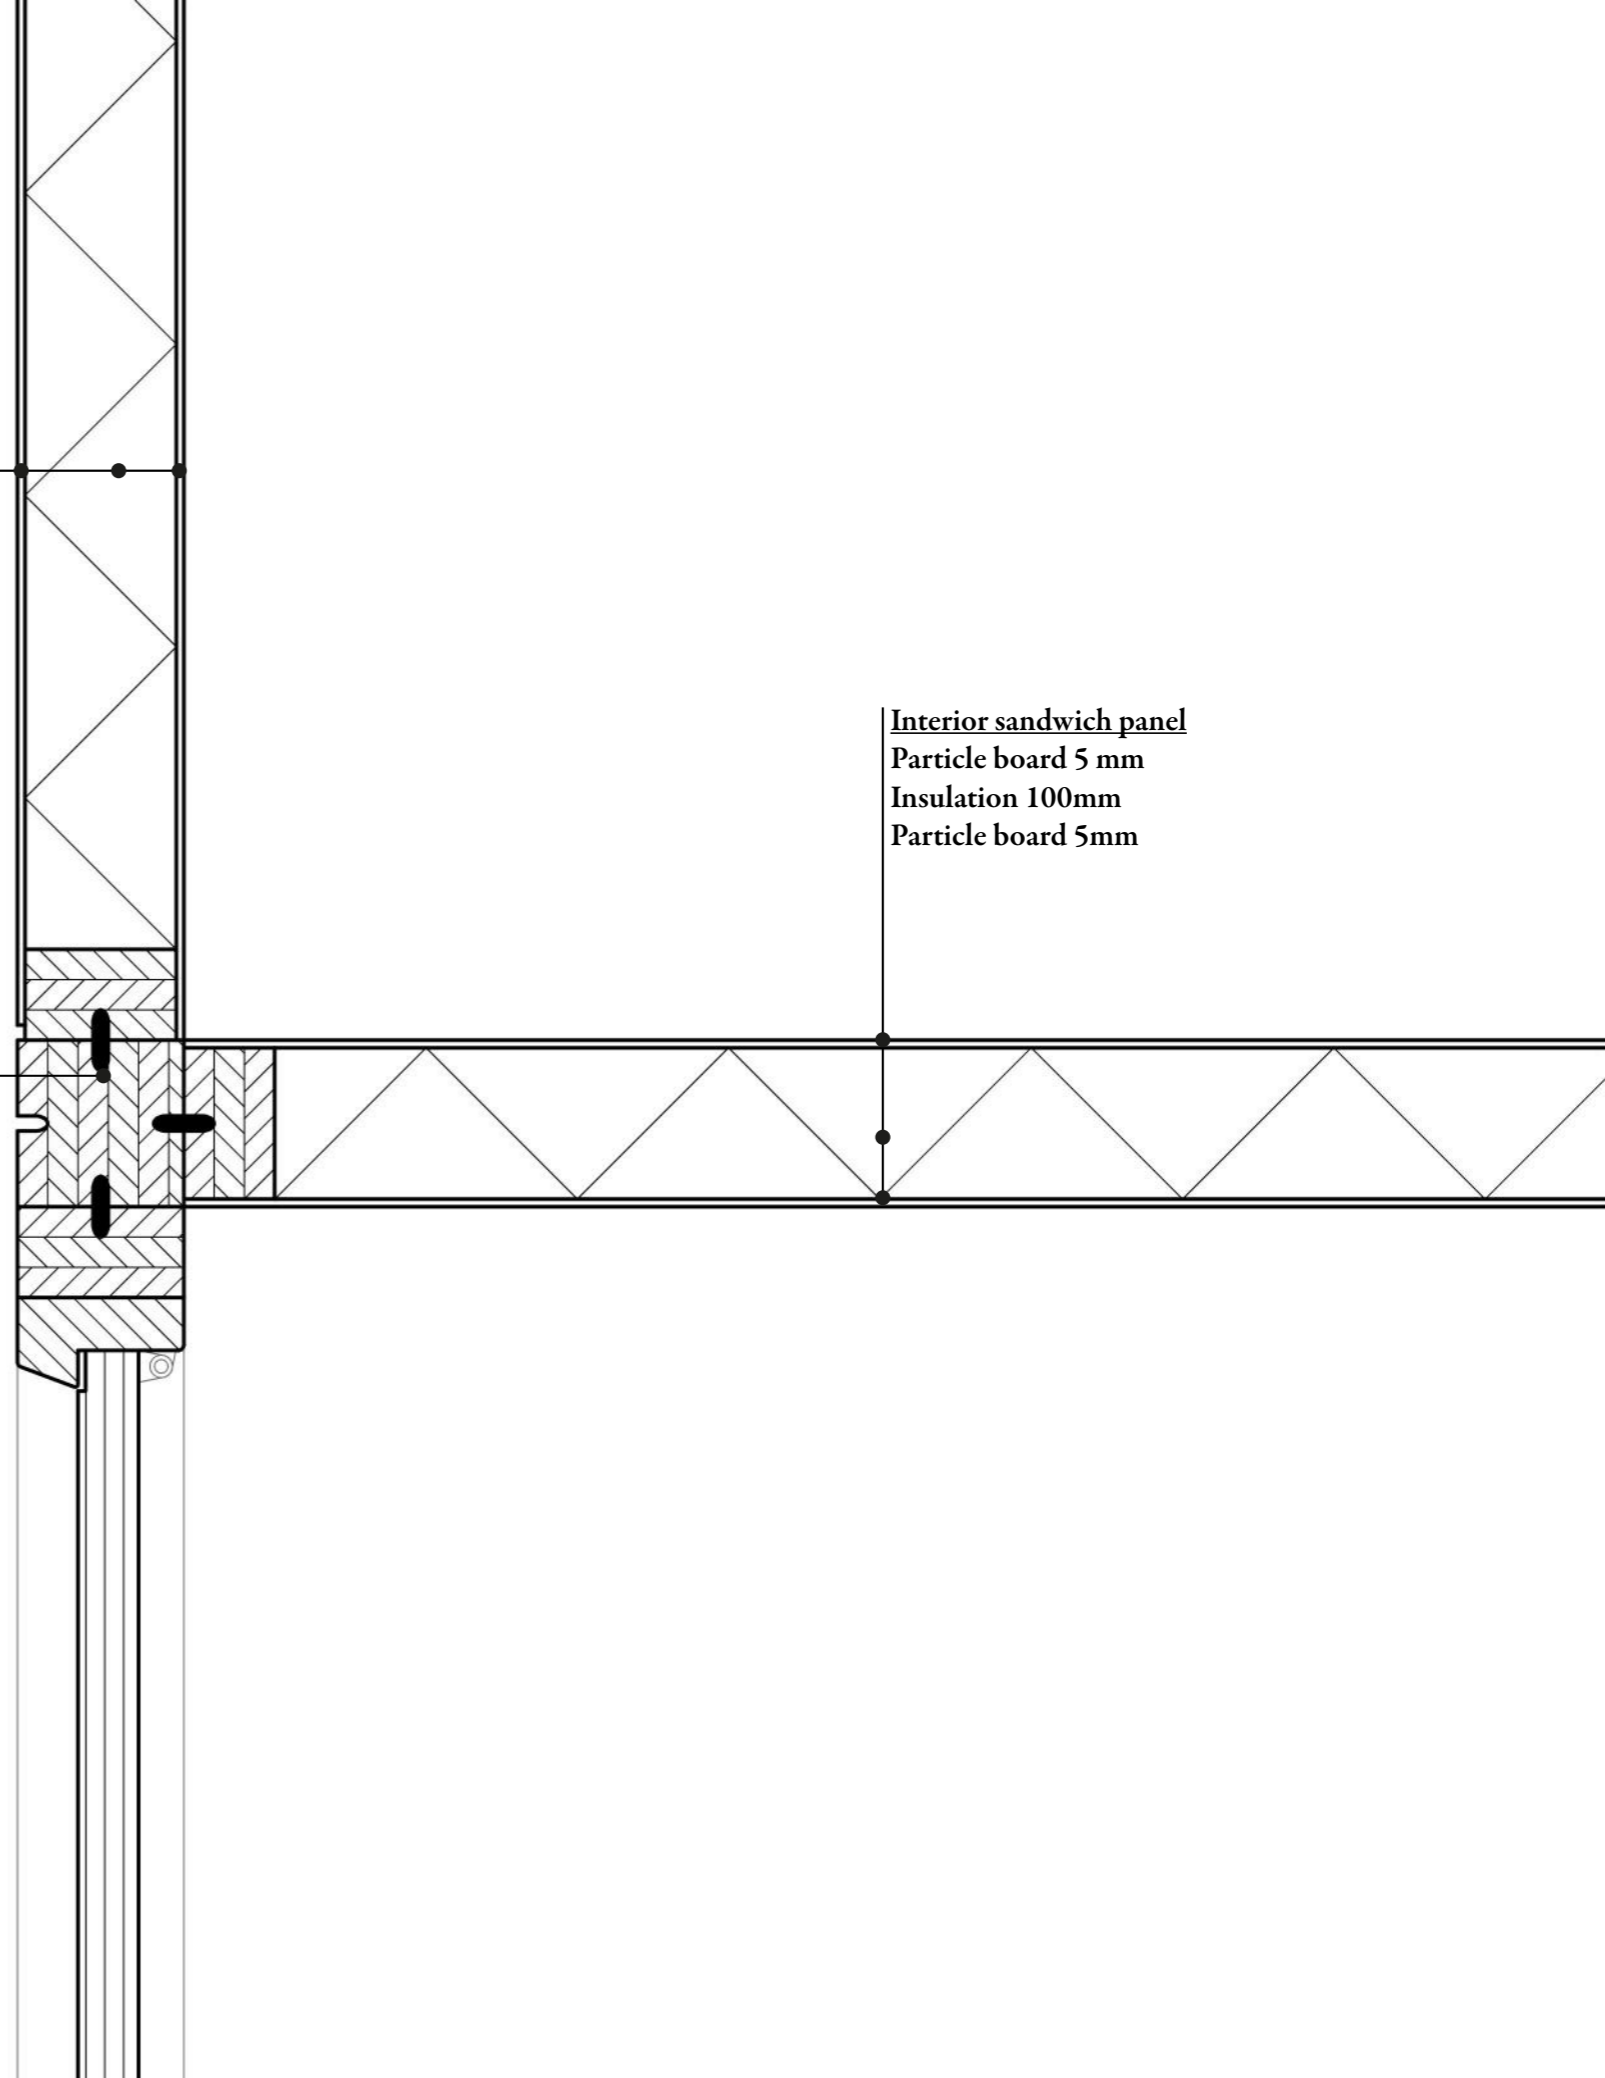 Interior sandwich panel
Particle board 5 mm
Insulation 100mm
Particle board 5mm